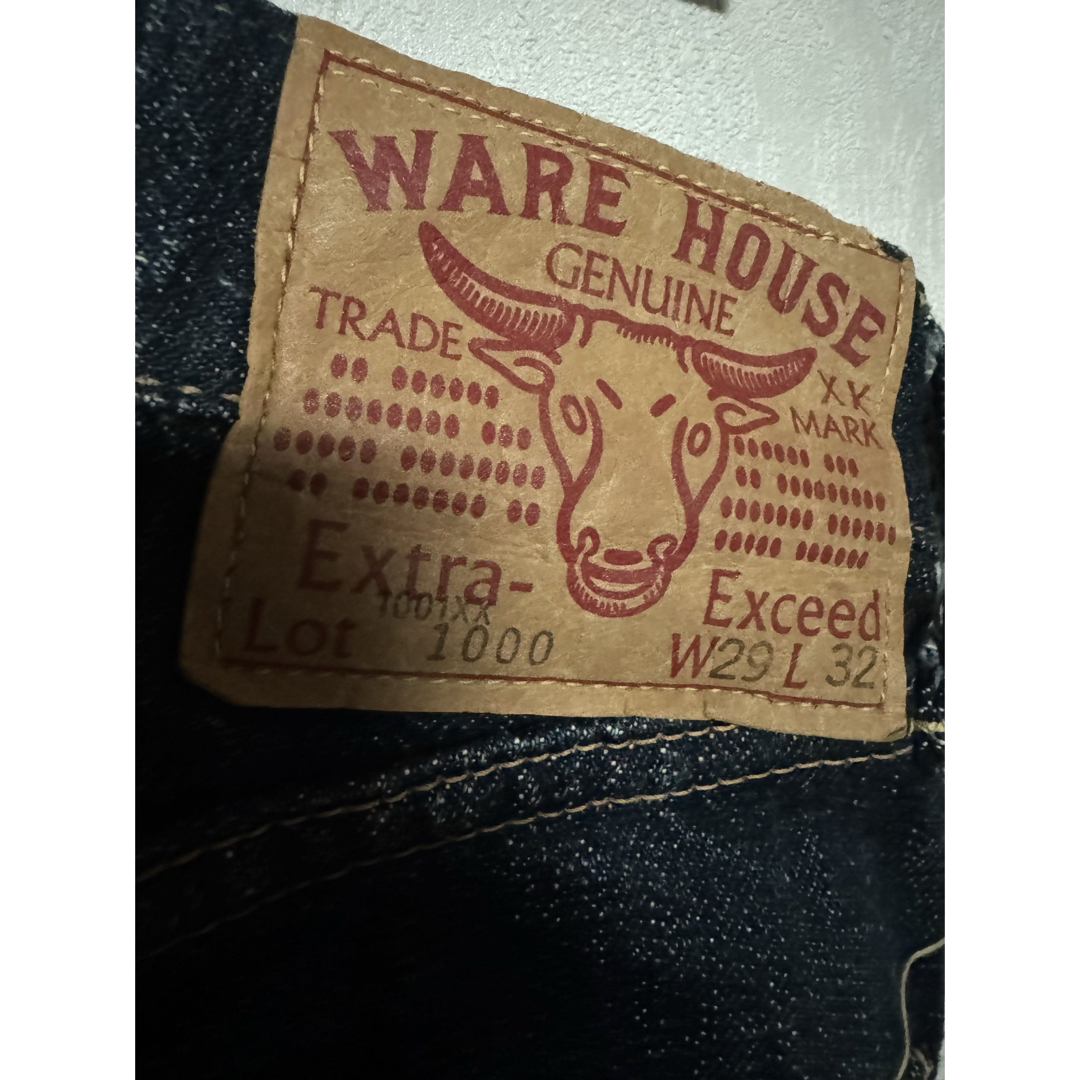 WARE HOUSE
GENUINE
TRADE XX MARK
Extra- Exceed
1001XX
Lot 1000 W29 L 32